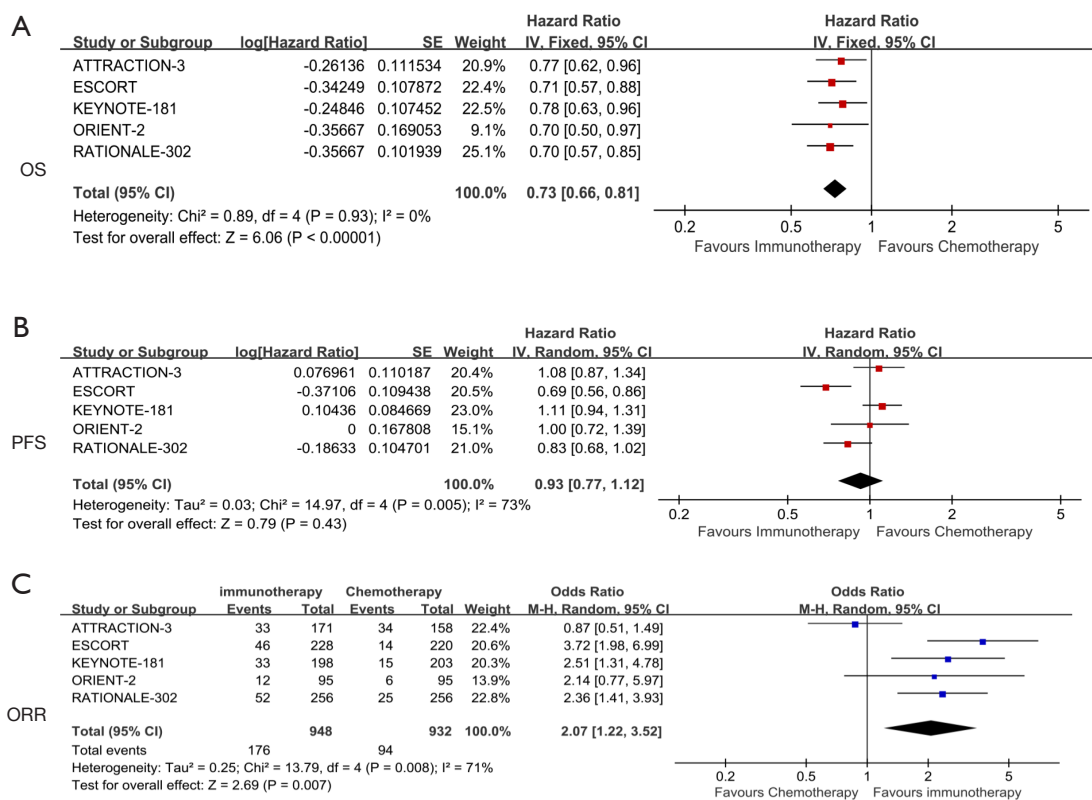 A
Hazard Ratio Hazard Ratio
Study or Subgroup log[Hazard Ratio] SE Weight IV, Fixed, 95% CI IV, Fixed, 95% CI
ATTRACTION-3 -0.26136 0.111534 20.9% 0.77 [0.62, 0.96]
ESCORT -0.34249 0.107872 22.4% 0.71 [0.57, 0.88]
KEYNOTE-181 -0.24846 0.107452 22.5% 0.78 [0.63, 0.96]
ORIENT-2 -0.35667 0.169053 9.1% 0.70 [0.50, 0.97]
RATIONALE-302 -0.35667 0.101939 25.1% 0.70 [0.57, 0.85]
OS
Total (95% CI) 100.0% 0.73 [0.66, 0.81]
Heterogeneity: Chi² = 0.89, df = 4 (P = 0.93); I² = 0%
Test for overall effect: Z = 6.06 (P < 0.00001)
0.2 0.5 1 2 5
Favours Immunotherapy Favours Chemotherapy
B
Hazard Ratio Hazard Ratio
Study or Subgroup log[Hazard Ratio] SE Weight IV, Random, 95% CI IV, Random, 95% CI
ATTRACTION-3 0.076961 0.110187 20.4% 1.08 [0.87, 1.34]
ESCORT -0.37106 0.109438 20.5% 0.69 [0.56, 0.86]
KEYNOTE-181 0.10436 0.084669 23.0% 1.11 [0.94, 1.31]
ORIENT-2 0 0.167808 15.1% 1.00 [0.72, 1.39]
RATIONALE-302 -0.18633 0.104701 21.0% 0.83 [0.68, 1.02]
PFS
Total (95% CI) 100.0% 0.93 [0.77, 1.12]
Heterogeneity: Tau² = 0.03; Chi² = 14.97, df = 4 (P = 0.005); I² = 73%
Test for overall effect: Z = 0.79 (P = 0.43)
0.2 0.5 1 2 5
Favours Immunotherapy Favours Chemotherapy
C
immunotherapy Chemotherapy Odds Ratio Odds Ratio
Study or Subgroup Events Total Events Total Weight M-H, Random, 95% CI M-H, Random, 95% CI
ATTRACTION-3 33 171 34 158 22.4% 0.87 [0.51, 1.49]
ESCORT 46 228 14 220 20.6% 3.72 [1.98, 6.99]
KEYNOTE-181 33 198 15 203 20.3% 2.51 [1.31, 4.78]
ORIENT-2 12 95 6 95 13.9% 2.14 [0.77, 5.97]
RATIONALE-302 52 256 25 256 22.8% 2.36 [1.41, 3.93]
ORR
Total (95% CI) 948 932 100.0% 2.07 [1.22, 3.52]
Total events 176 94
Heterogeneity: Tau² = 0.25; Chi² = 13.79, df = 4 (P = 0.008); I² = 71%
Test for overall effect: Z = 2.69 (P = 0.007)
0.2 0.5 1 2 5
Favours Chemotherapy Favours immunotherapy